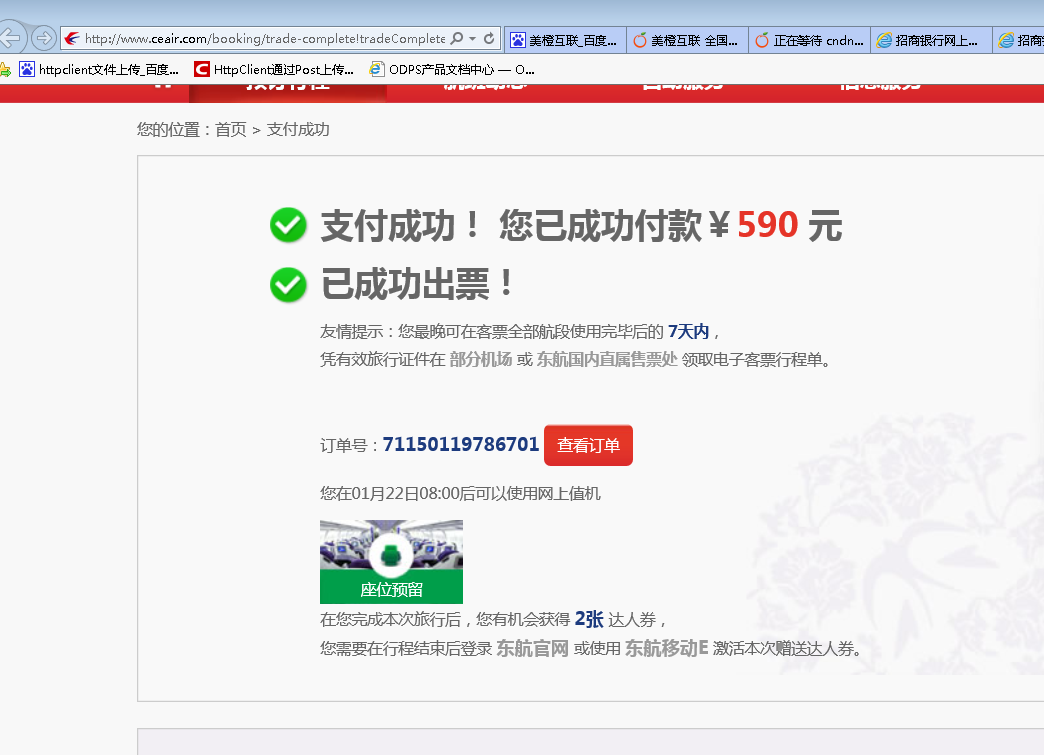 http://www.ceair.com/booking/trade-complete!tradeComplete
美橙互联_百度...
美橙互联 全国...
正在等待 cndn...
招商银行网上...
招商
httpclient文件上传_百度...
HttpClient通过Post上传...
ODPS产品文档中心 — O...
您的位置：首页 > 支付成功
支付成功！ 您已成功付款￥590 元
已成功出票！
友情提示：您最晚可在客票全部航段使用完毕后的 7天内，
凭有效旅行证件在 部分机场 或 东航国内直属售票处 领取电子客票行程单。
订单号：71150119786701 查看订单
您在01月22日08:00后可以使用网上值机
座位预留
在您完成本次旅行后，您有机会获得 2张 达人券，
您需要在行程结束后登录 东航官网 或使用 东航移动E 激活本次赠送达人券。